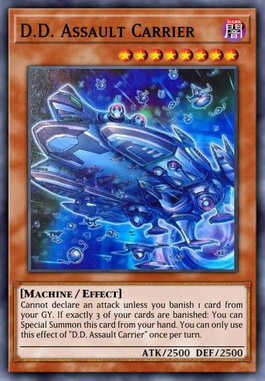 D.D. Assault Carrier
DARK
[Machine / Effect]
Cannot declare an attack unless you banish 1 card from
your GY. If exactly 3 of your cards are banished: You can
Special Summon this card from your hand. You can only use
this effect of "D.D. Assault Carrier" once per turn.
ATK/2500 DEF/2500